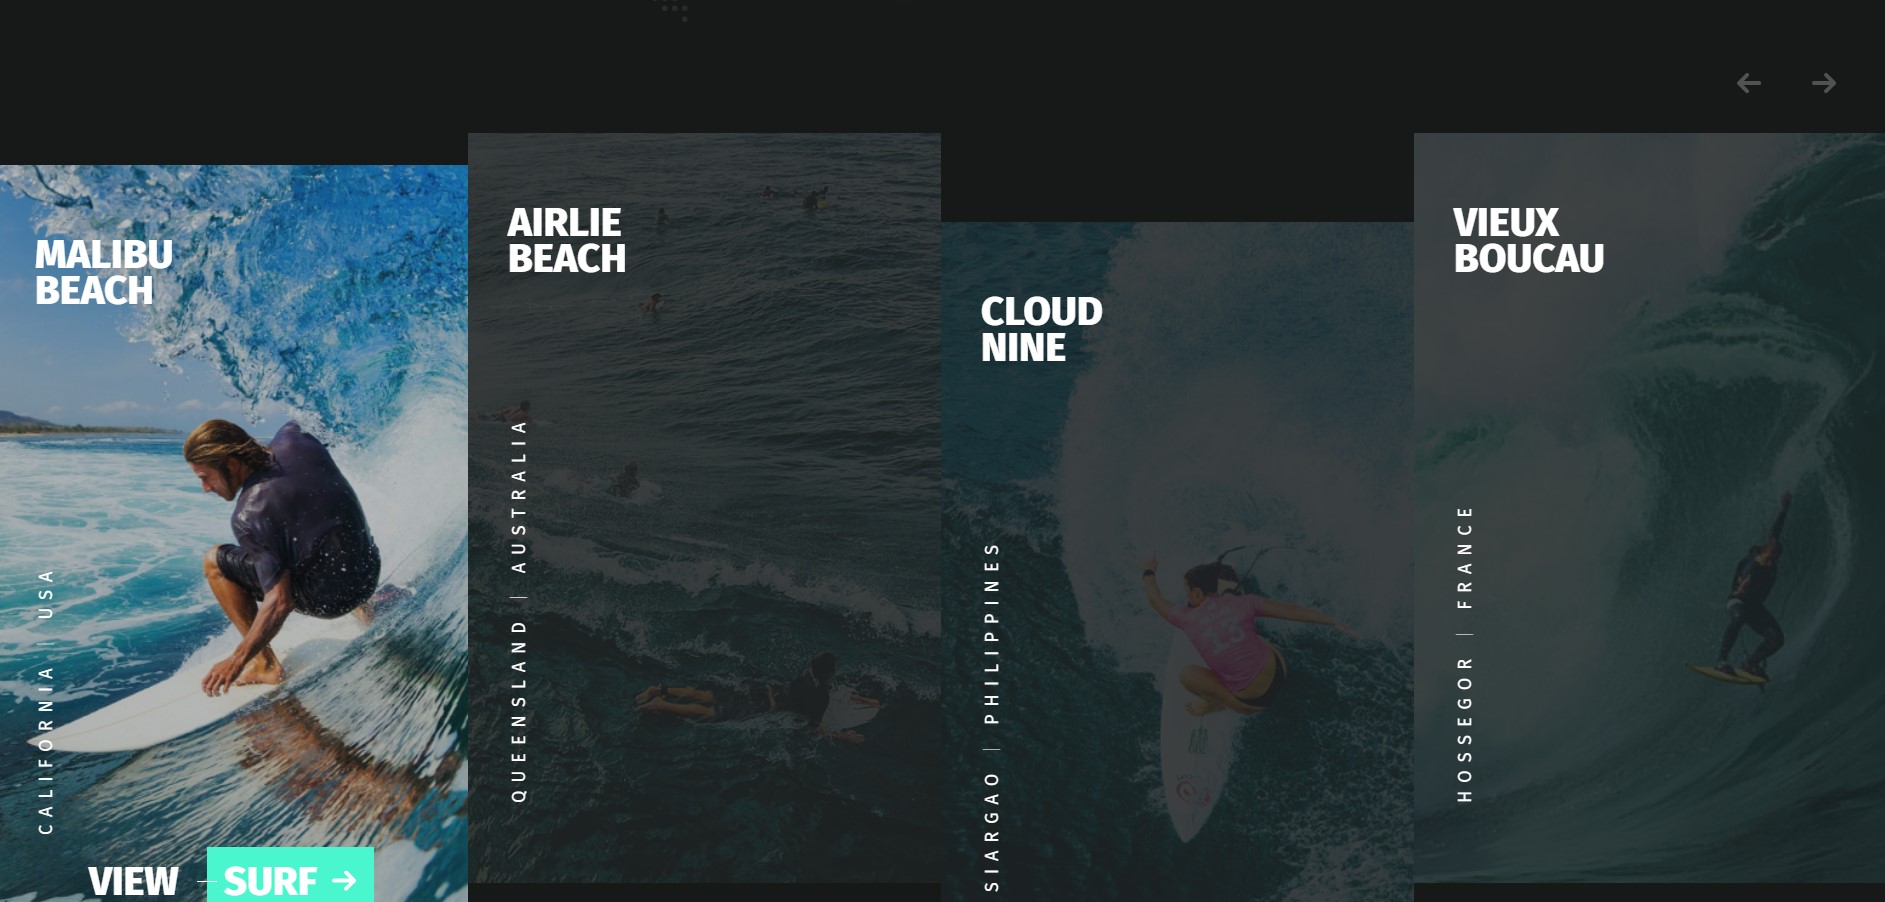 MALIBU
BEACH
CALIFORNIA | USA
VIEW — SURF →
AIRLIE
BEACH
QUEENSLAND | AUSTRALIA
CLOUD
NINE
SIARGAO | PHILIPPINES
VIEUX
BOUCAU
HOSSEGOR | FRANCE